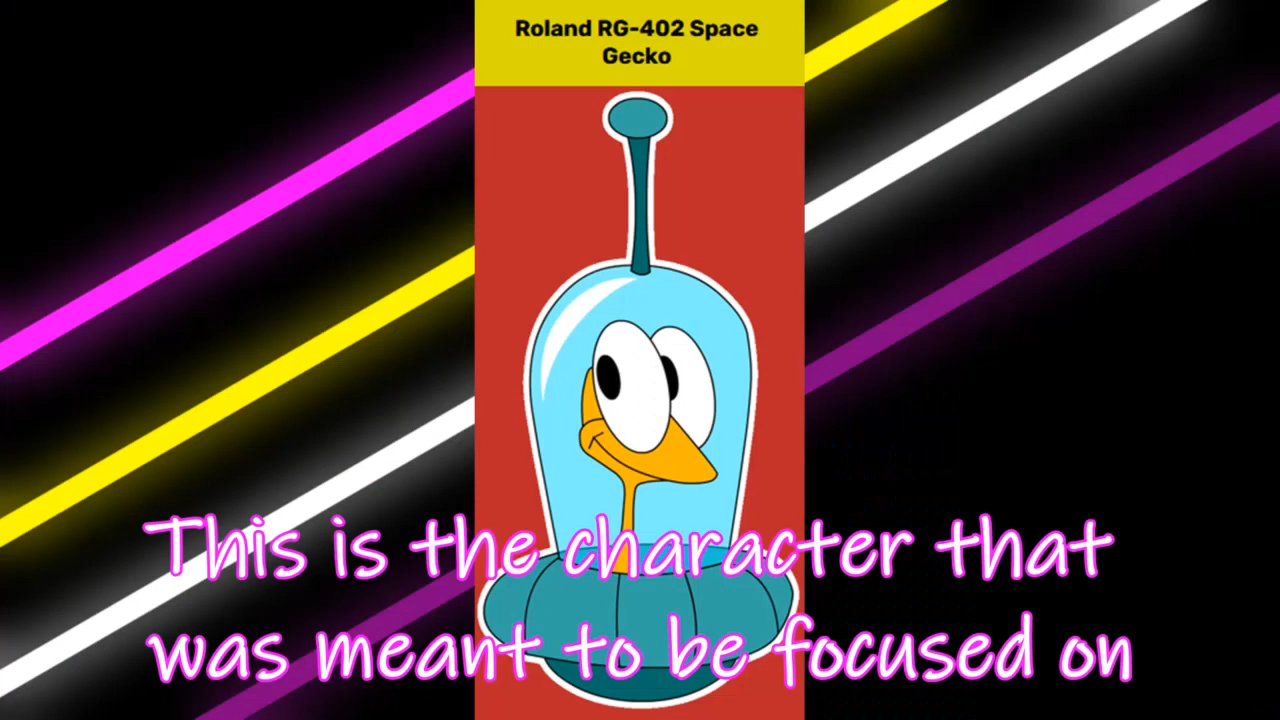 Roland RG-402 Space
Gecko
This is the character that
was meant to be focused on